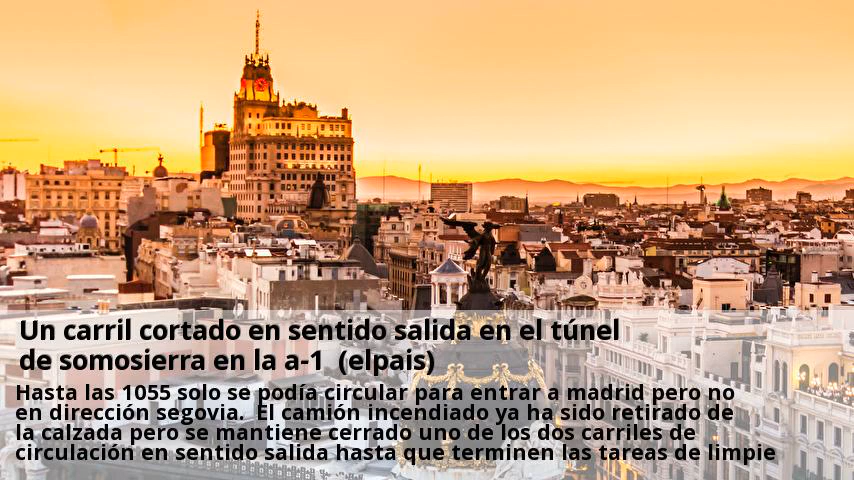 Un carril cortado en sentido salida en el túnel
de somosierra en la a-1  (elpais)
Hasta las 1055 solo se podía circular para entrar a madrid pero no
en dirección segovia.  El camión incendiado ya ha sido retirado de
la calzada pero se mantiene cerrado uno de los dos carriles de
circulación en sentido salida hasta que terminen las tareas de limpie